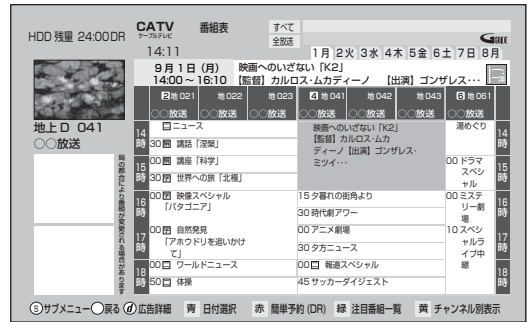 HDD 残量 24:00DR
CATV
ケーブルテレビ
番組表
すべて
全放送
GGUIDE
14:11
1月 2火 3水 4木 5金 6土 7日 8月
9月1日(月) 映画へのいざない「K2」
14:00~16:10 【監督】カルロス・ムカディーノ 【出演】ゴンザレス・・・
2地021 地022 地023 4地041 地042 地043 6地061
○○放送 ○○放送 ○○放送 ○○放送 ○○放送 ○○放送 ○○放送
地上D 041
○○放送
局の都合により番組が変更される場合があります
14時
ニュース
30 講話「涅槃」
映画へのいざない「K2」
【監督】カルロス・ムカ
ディーノ【出演】ゴンザレス・
ミツイ・・・
湯めぐり
14時
15時
00 講座「科学」
30 世界への旅「北極」
00 ドラマ
スペシ
ャル
15時
16時
00 映像スペシャル
「パタゴニア」
15 夕暮れの街角より
30 時代劇アワー
00 ミステ
リー劇
場
16時
17時
00 自然発見
「アホウドリを追いかけ
て」
00 アニメ劇場
30 夕方ニュース
10 スペシ
ャルラ
イブ中
継
17時
18時
00 ワールドニュース
50 体操
00 報道スペシャル
45 サッカーダイジェスト
18時
Sサブメニュー 戻る d広告詳細 青 日付選択 赤 簡単予約(DR) 緑 注目番組一覧 黄 チャンネル別表示